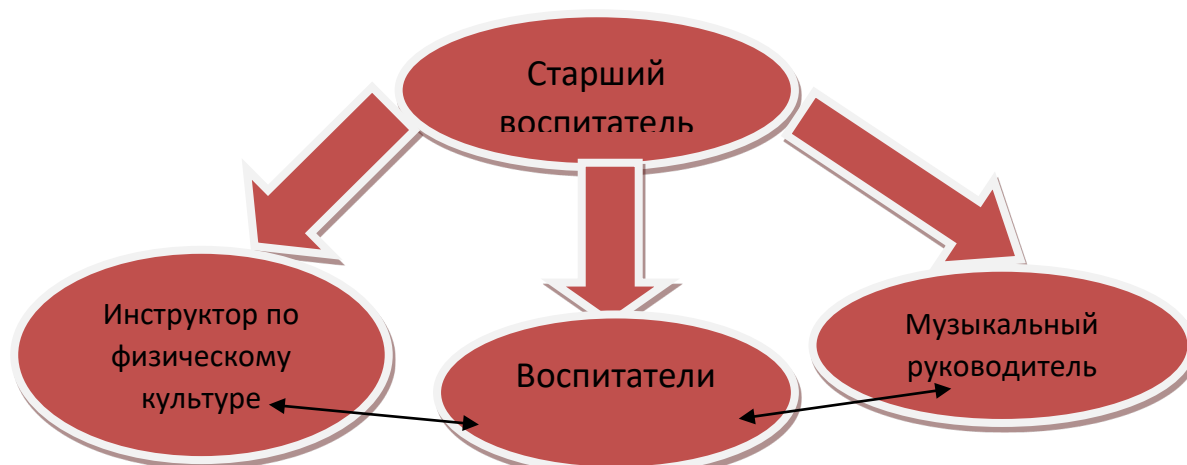 Старший
воспитатель
Инструктор по
физическому
культуре
Воспитатели
Музыкальный
руководитель